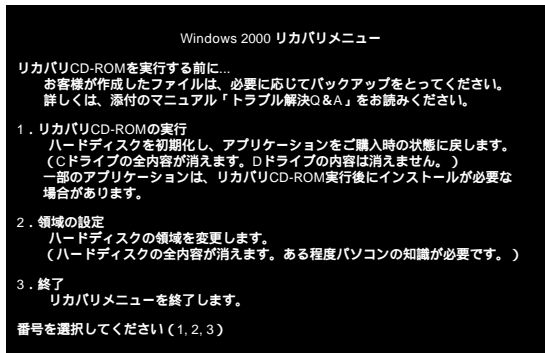 Windows 2000 リカバリメニュー
リカバリCD-ROMを実行する前に...
お客様が作成したファイルは、必要に応じてバックアップをとってください。
詳しくは、添付のマニュアル「トラブル解決Q&A」をお読みください。
1．リカバリCD-ROMの実行
ハードディスクを初期化し、アプリケーションをご購入時の状態に戻します。
（Cドライブの全内容が消えます。Dドライブの内容は消えません。）
一部のアプリケーションは、リカバリCD-ROM実行後にインストールが必要な
場合があります。
2．領域の設定
ハードディスクの領域を変更します。
（ハードディスクの全内容が消えます。ある程度パソコンの知識が必要です。）
3．終了
リカバリメニューを終了します。
番号を選択してください（1, 2, 3）